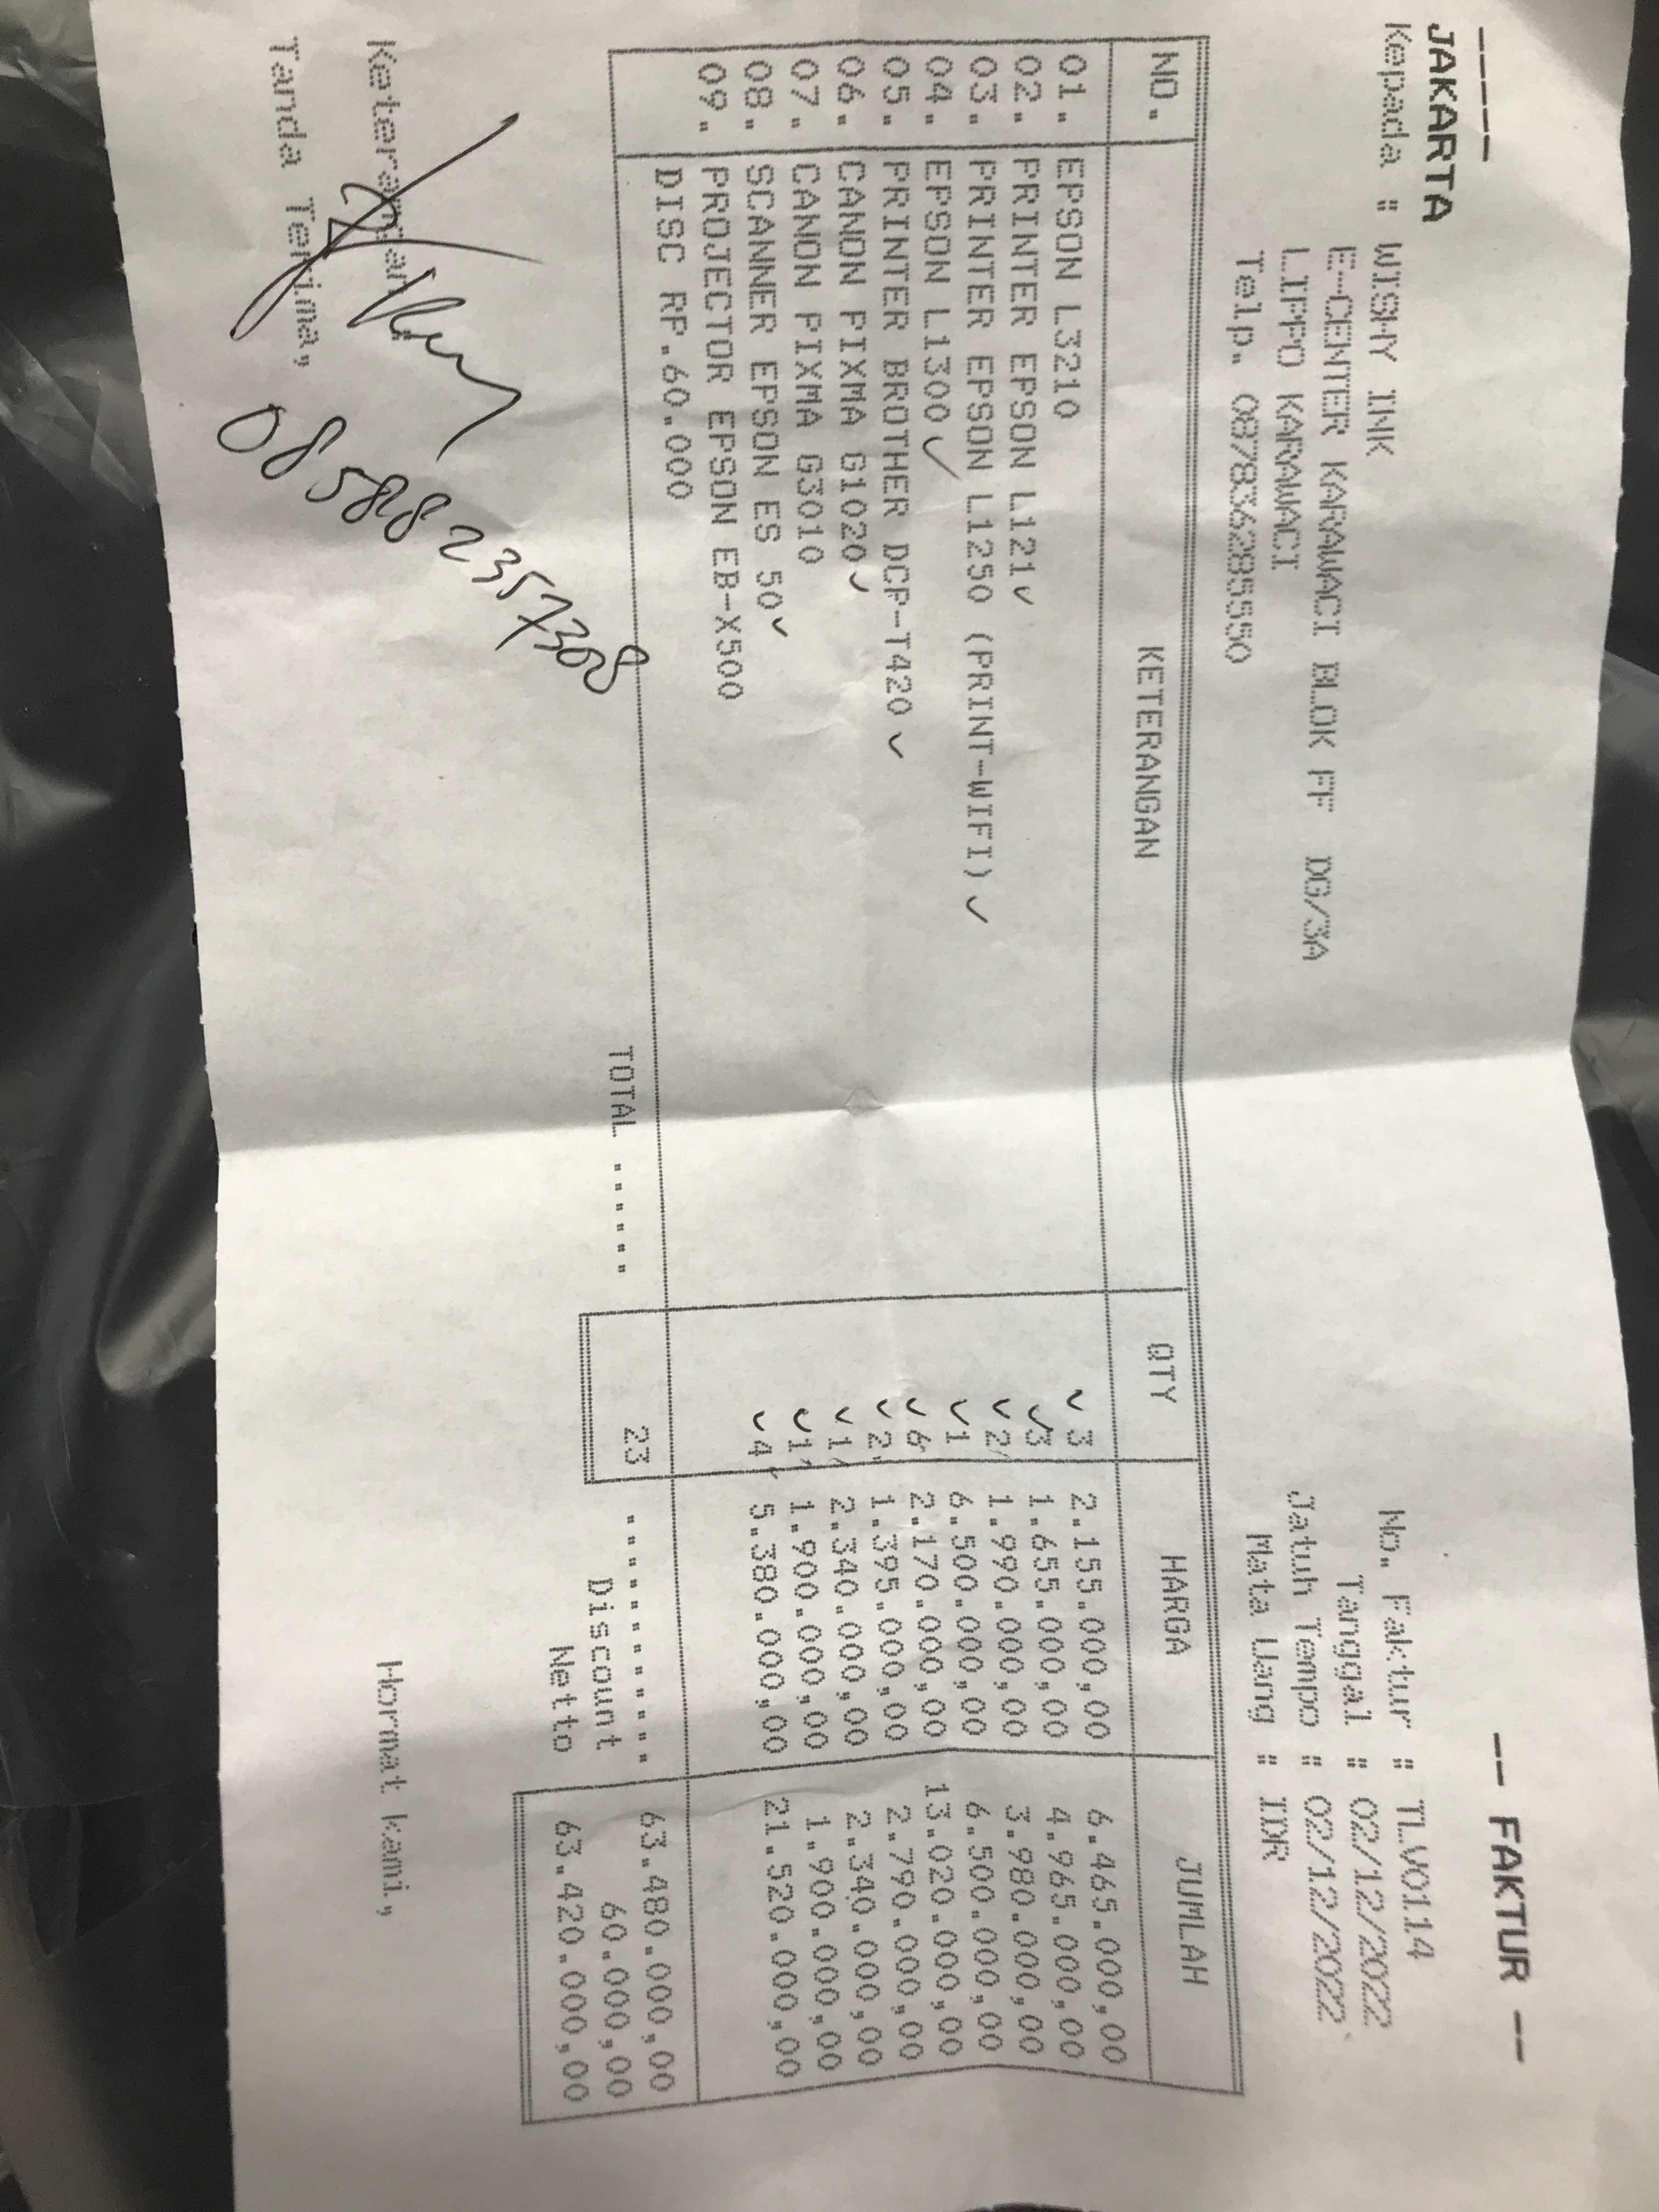 -- FAKTUR --
-----
JAKARTA
Kepada : WISHY INK
E-CENTER KARAWACI BLOK FF DG/3A
LIPPO KARAWACI
Telp. 087836285550
No. Faktur : TLV0114
Tanggal : 02/12/2022
Jatuh Tempo : 02/12/2022
Mata Uang : IDR
NO. KETERANGAN QTY HARGA JUMLAH
01. EPSON L3210 3 2.155.000,00 6.465.000,00
02. PRINTER EPSON L121 3 1.655.000,00 4.965.000,00
03. PRINTER EPSON L1250 (PRINT-WIFI) 2 1.990.000,00 3.980.000,00
04. EPSON L1300 1 6.500.000,00 6.500.000,00
05. PRINTER BROTHER DCP-T420 6 2.170.000,00 13.020.000,00
06. CANON PIXMA G1020 2 1.395.000,00 2.790.000,00
07. CANON PIXMA G3010 1 2.340.000,00 2.340.000,00
08. SCANNER EPSON ES 50 1 1.900.000,00 1.900.000,00
09. PROJECTOR EPSON EB-X500 4 5.380.000,00 21.520.000,00
DISC RP.60.000
TOTAL ...... 23 ............ 63.480.000,00
Discount 60.000,00
Netto 63.420.000,00
Keterangan
Tanda Terima,
085882357308
Hormat kami,